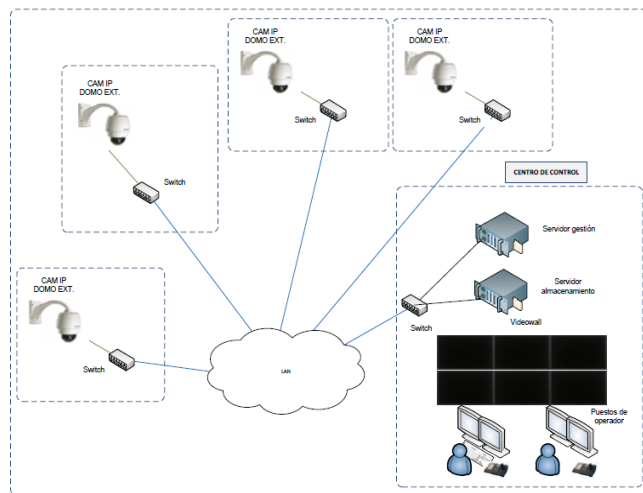 CAM IP
DOMO EXT.
Switch
CAM IP
DOMO EXT.
Switch
CAM IP
DOMO EXT.
Switch
CAM IP
DOMO EXT.
Switch
LAN
CENTRO DE CONTROL
Servidor gestión
Servidor
almacenamiento
Switch
Videowall
Puestos de
operador